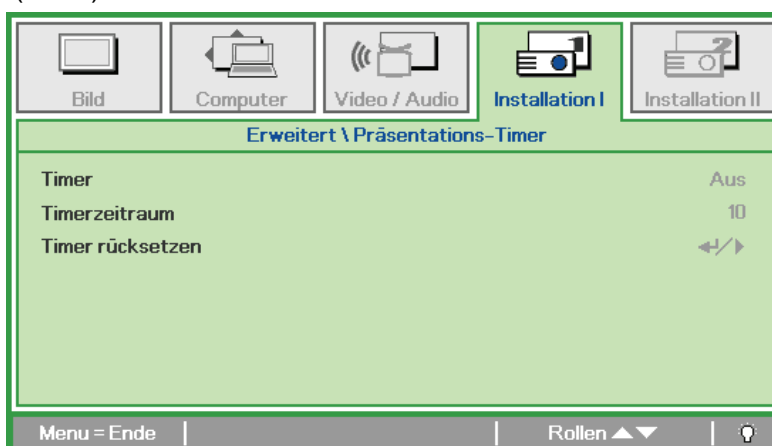 Bild Computer Video / Audio Installation I Installation II
Erweitert \ Präsentations-Timer
Timer Aus
Timerzeitraum 10
Timer rücksetzen
Menu = Ende Rollen